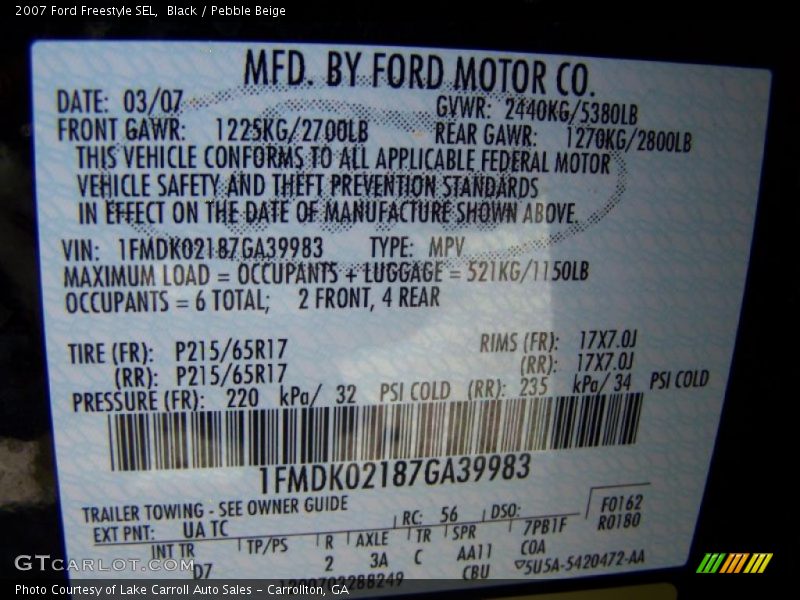 2007 Ford Freestyle SEL, Black / Pebble Beige
MFD. BY FORD MOTOR CO.
DATE: 03/07 GVWR: 2440KG/5380LB
FRONT GAWR: 1225KG/2700LB REAR GAWR: 1270KG/2800LB
THIS VEHICLE CONFORMS TO ALL APPLICABLE FEDERAL MOTOR
VEHICLE SAFETY AND THEFT PREVENTION STANDARDS
IN EFFECT ON THE DATE OF MANUFACTURE SHOWN ABOVE.
VIN: 1FMDK02187GA39983 TYPE: MPV
MAXIMUM LOAD = OCCUPANTS + LUGGAGE = 521KG/1150LB
OCCUPANTS = 6 TOTAL; 2 FRONT, 4 REAR
TIRE (FR): P215/65R17 RIMS (FR): 17X7.0J
(RR): P215/65R17 (RR): 17X7.0J
PRESSURE (FR): 220 kPa/ 32 PSI COLD (RR): 235 kPa/ 34 PSI COLD
1FMDK02187GA39983
TRAILER TOWING - SEE OWNER GUIDE
EXT PNT: UA TC RC: 56 DSO: F0162
INT TR TP/PS R AXLE TR SPR 7PB1F R0180
D7 2 3A C AA11 COA
CBU 5U5A-5420472-AA
GTCarLot.com
Photo Courtesy of Lake Carroll Auto Sales - Carrollton, GA